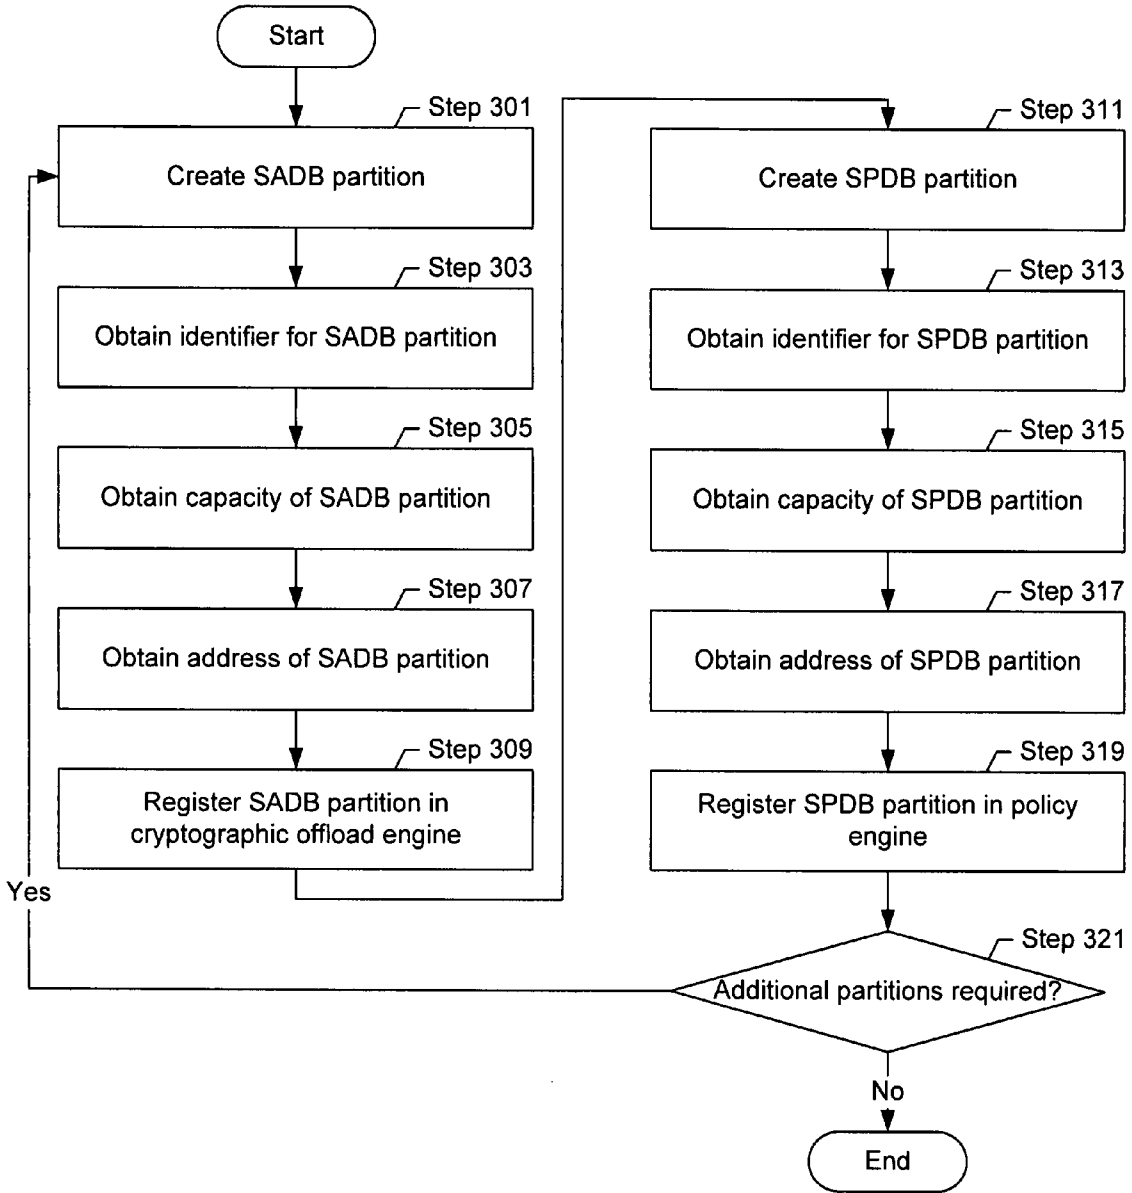 Start
Step 301
Create SADB partition
Step 303
Obtain identifier for SADB partition
Step 305
Obtain capacity of SADB partition
Step 307
Obtain address of SADB partition
Step 309
Register SADB partition in
cryptographic offload engine
Yes
Step 311
Create SPDB partition
Step 313
Obtain identifier for SPDB partition
Step 315
Obtain capacity of SPDB partition
Step 317
Obtain address of SPDB partition
Step 319
Register SPDB partition in policy
engine
Step 321
Additional partitions required?
No
End